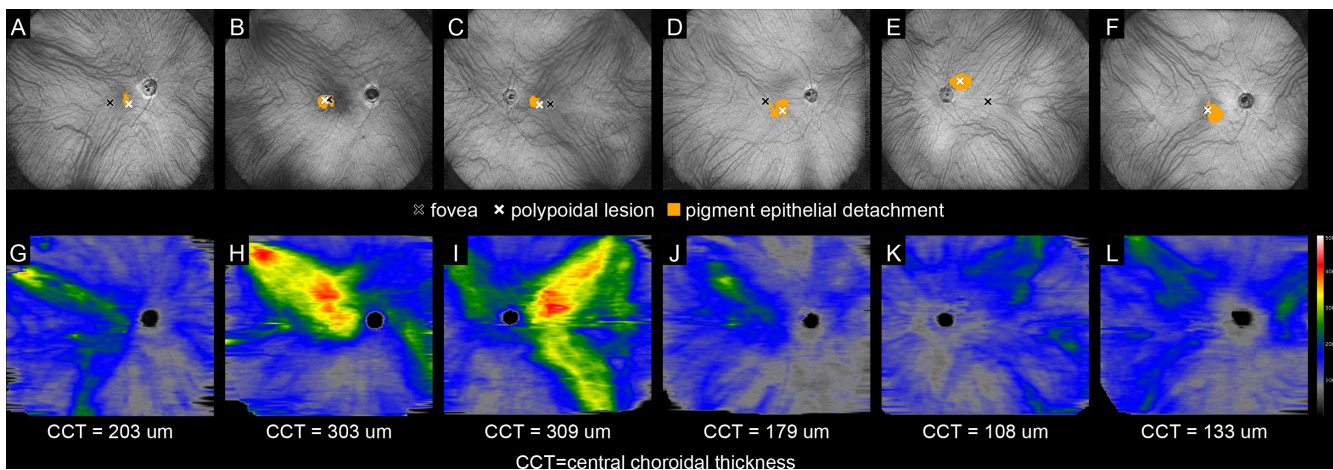 A B C D E F
fovea polypoidal lesion pigment epithelial detachment
G H I J K L
CCT = 203 um CCT = 303 um CCT = 309 um CCT = 179 um CCT = 108 um CCT = 133 um
CCT=central choroidal thickness